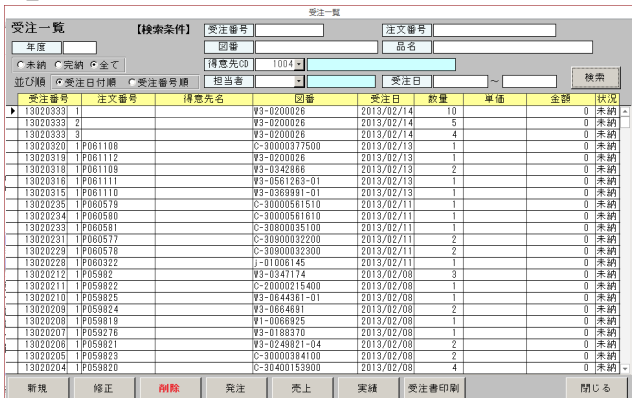 受注一覧
受注一覧 【検索条件】 受注番号 注文番号
年度 図番 品名
未納 完納 全て 得意先CD 1004
並び順 受注日付順 受注番号順 担当者 受注日 ～ 検索
受注番号 注文番号 得意先名 図番 受注日 数量 単価 金額 状況
13020333 1 W3-0200026 2013/02/14 10 0 未納
13020333 2 W3-0200026 2013/02/14 5 0 未納
13020333 3 W3-0200026 2013/02/14 4 0 未納
13020320 1 P061108 C-30000377500 2013/02/13 1 0 未納
13020319 1 P061112 W3-0200026 2013/02/13 1 0 未納
13020318 1 P061109 W3-0342866 2013/02/13 2 0 未納
13020316 1 P061111 W3-0561263-01 2013/02/13 1 0 未納
13020315 1 P061110 W3-0369991-01 2013/02/13 1 0 未納
13020235 1 P060579 C-30000561510 2013/02/11 1 0 未納
13020234 1 P060580 C-30000561610 2013/02/11 1 0 未納
13020233 1 P060581 C-30800035100 2013/02/11 1 0 未納
13020231 1 P060577 C-30900032200 2013/02/11 2 0 未納
13020229 1 P060578 C-30900032300 2013/02/11 2 0 未納
13020228 1 P060322 j-01006145 2013/02/11 1 0 未納
13020212 1 P05982 W3-0347174 2013/02/08 3 0 未納
13020211 1 P059822 C-20000215400 2013/02/08 1 0 未納
13020210 1 P059825 W3-0644361-01 2013/02/08 1 0 未納
13020209 1 P059824 W3-0664691 2013/02/08 2 0 未納
13020208 1 P059819 W1-0066925 2013/02/08 1 0 未納
13020207 1 P059276 W3-0188370 2013/02/08 1 0 未納
13020206 1 P059821 W3-0249821-04 2013/02/08 2 0 未納
13020205 1 P059823 C-30000384100 2013/02/08 2 0 未納
13020204 1 P059820 C-30400153900 2013/02/08 4 0 未納
新規 修正 削除 発注 売上 実績 受注書印刷 閉じる